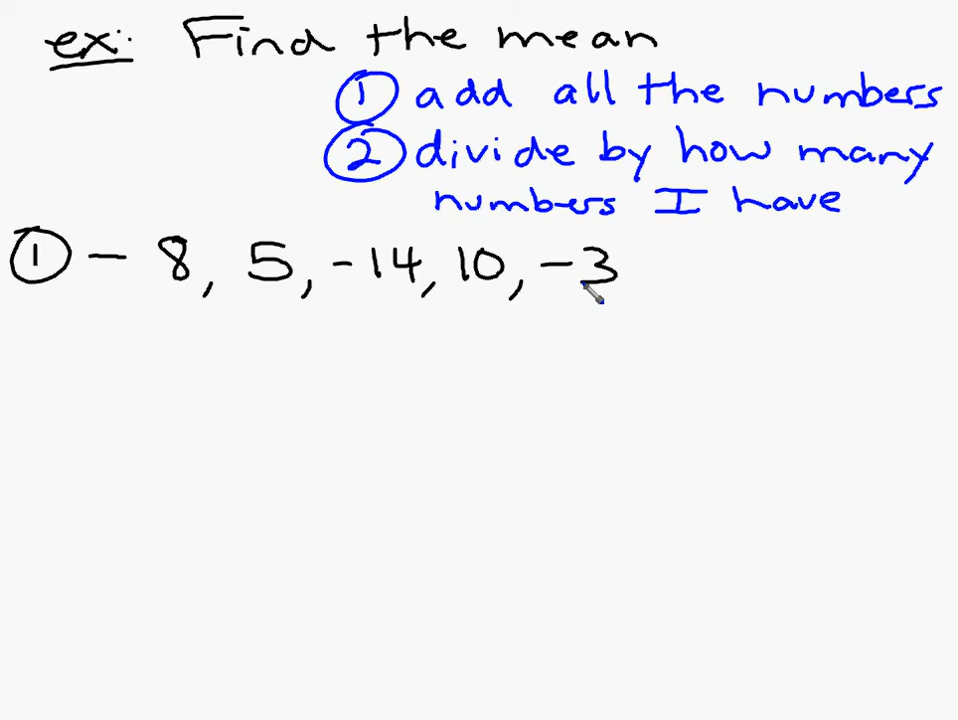 ex: Find the mean
① add all the numbers
② divide by how many
numbers I have
① - 8, 5, -14, 10, -3